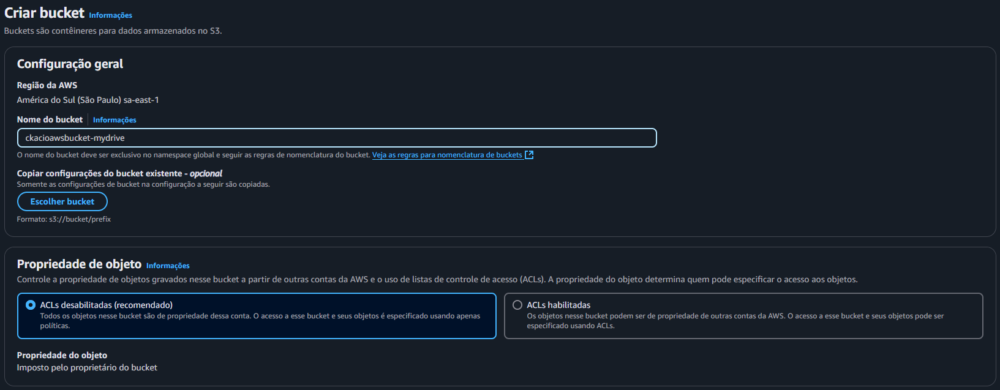 Criar bucket Informações
Buckets são contêineres para dados armazenados no S3.
Configuração geral
Região da AWS
América do Sul (São Paulo) sa-east-1
Nome do bucket Informações
ckacioawsbucket-mydrive
O nome do bucket deve ser exclusivo no namespace global e seguir as regras de nomenclatura do bucket. Veja as regras para nomenclatura de buckets
Copiar configurações do bucket existente - opcional
Somente as configurações de bucket na configuração a seguir são copiadas.
Escolher bucket
Formato: s3://bucket/prefix
Propriedade de objeto Informações
Controle a propriedade de objetos gravados nesse bucket a partir de outras contas da AWS e o uso de listas de controle de acesso (ACLs). A propriedade do objeto determina quem pode especificar o acesso aos objetos.
ACLs desabilitadas (recomendado)
Todos os objetos nesse bucket são de propriedade dessa conta. O acesso a esse bucket e seus objetos é especificado usando apenas
políticas.
ACLs habilitadas
Os objetos nesse bucket podem ser de propriedade de outras contas da AWS. O acesso a esse bucket e seus objetos pode ser
especificado usando ACLs.
Propriedade do objeto
Imposto pelo proprietário do bucket